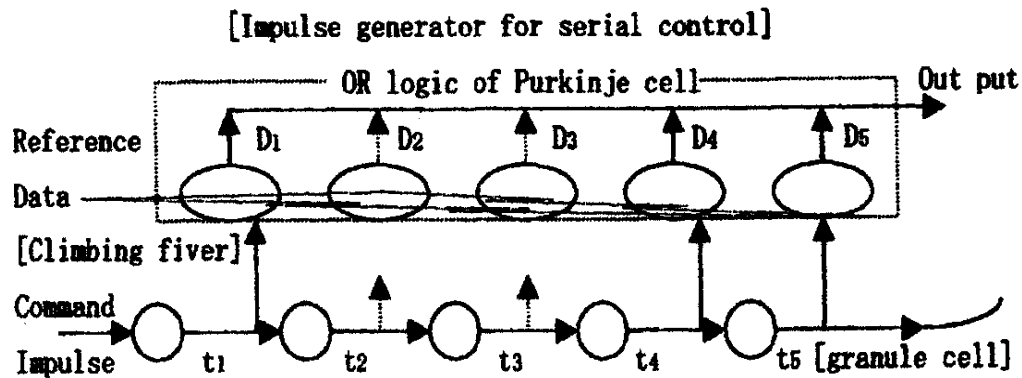 [Impulse generator for serial control]
OR logic of Purkinje cell
Out put
Reference
D1 D2 D3 D4 D5
Data
[Climbing fiver]
Command
Impulse
t1 t2 t3 t4 t5 [granule cell]